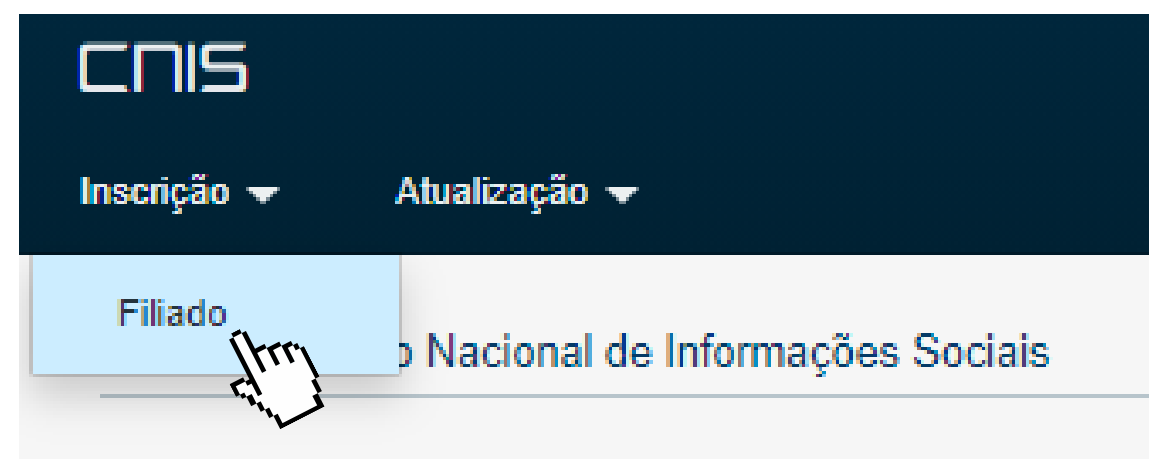 CNIS
Inscrição Atualização
Filiado
o Nacional de Informações Sociais